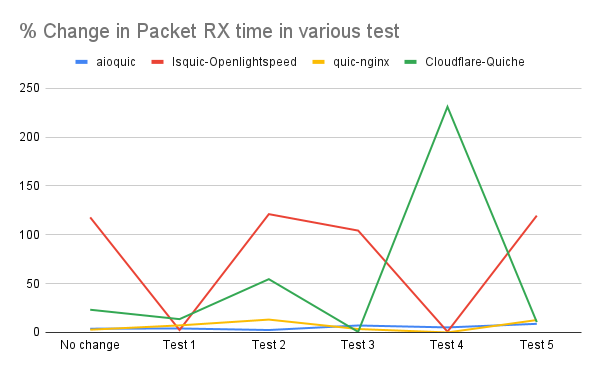 % Change in Packet RX time in various test
aioquic lsquic-Openlightspeed quic-nginx Cloudflare-Quiche
250
200
150
100
50
0
No change Test 1 Test 2 Test 3 Test 4 Test 5